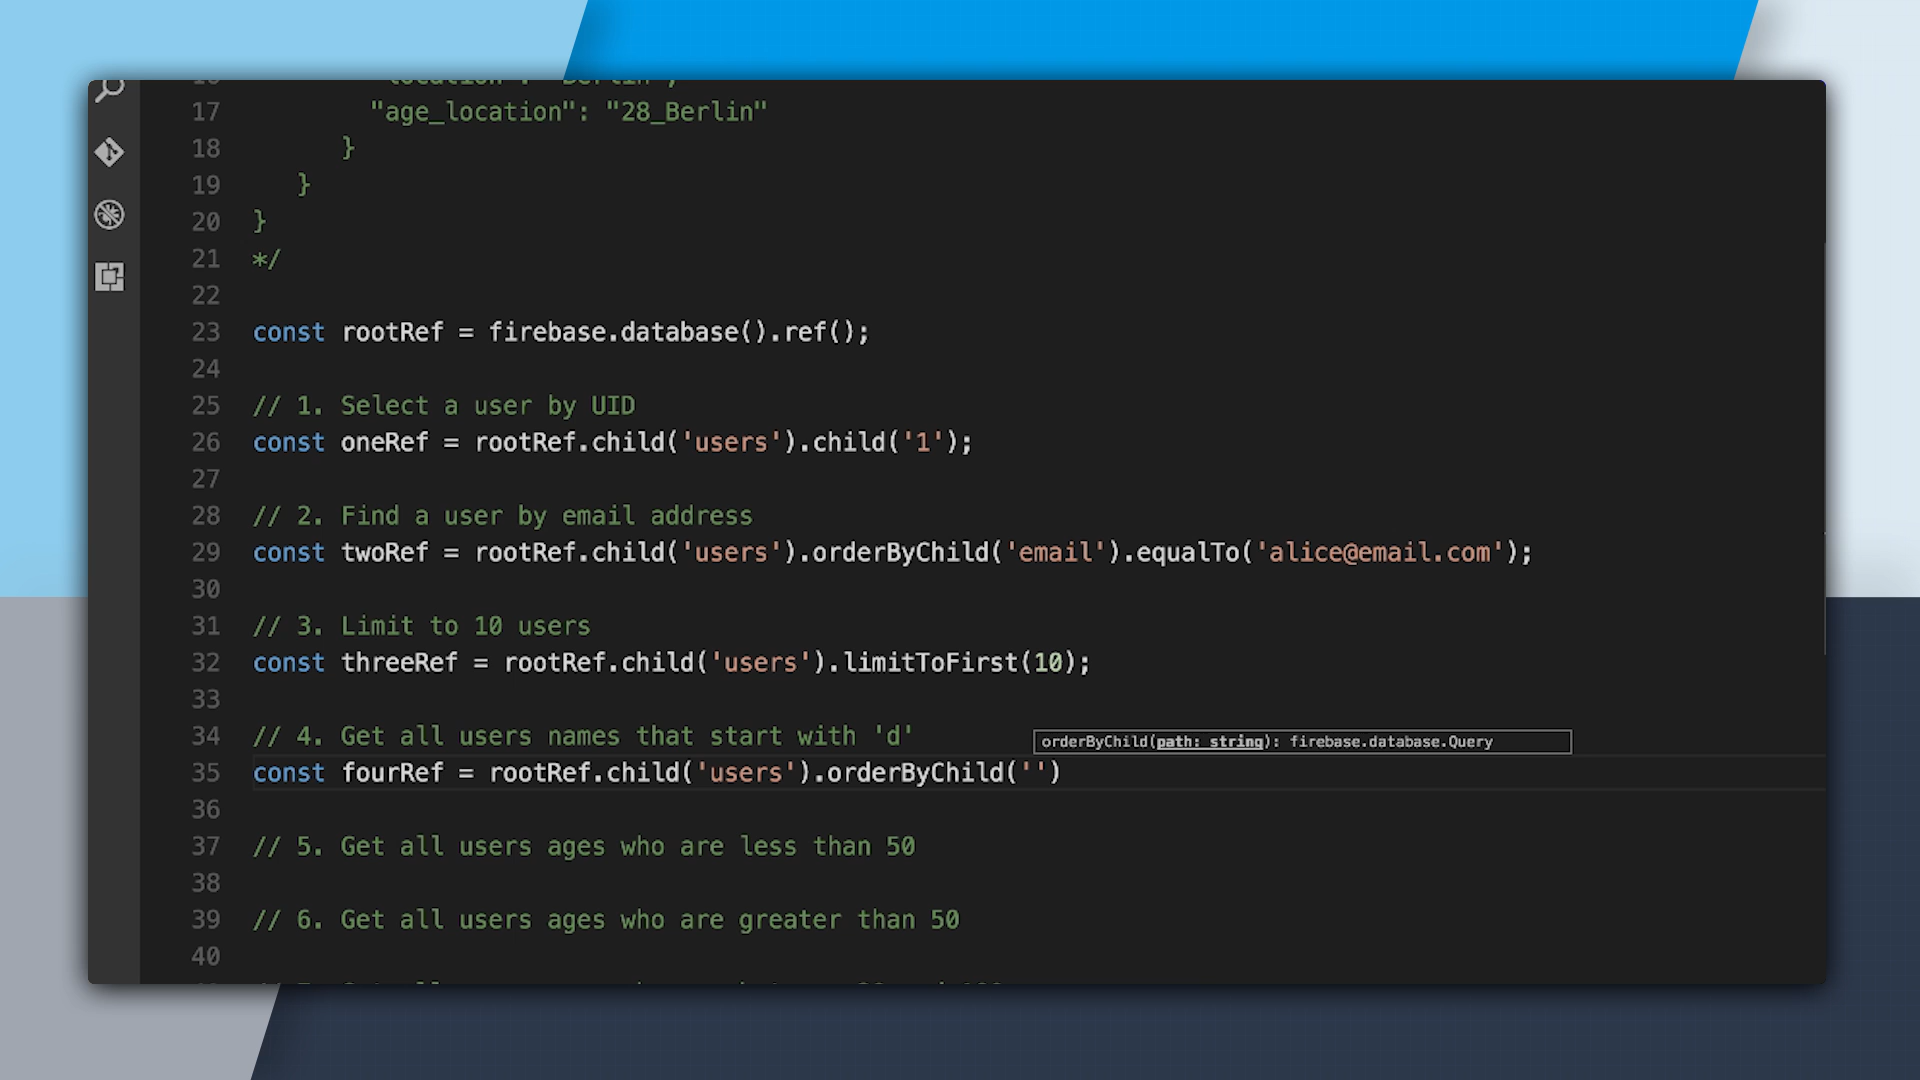 16 "location": "Berlin",
17 "age_location": "28_Berlin"
18 }
19 }
20 }
21 */
22
23 const rootRef = firebase.database().ref();
24
25 // 1. Select a user by UID
26 const oneRef = rootRef.child('users').child('1');
27
28 // 2. Find a user by email address
29 const twoRef = rootRef.child('users').orderByChild('email').equalTo('alice@email.com');
30
31 // 3. Limit to 10 users
32 const threeRef = rootRef.child('users').limitToFirst(10);
33
34 // 4. Get all users names that start with 'd'
orderByChild(path: string): firebase.database.Query
35 const fourRef = rootRef.child('users').orderByChild('')
36
37 // 5. Get all users ages who are less than 50
38
39 // 6. Get all users ages who are greater than 50
40